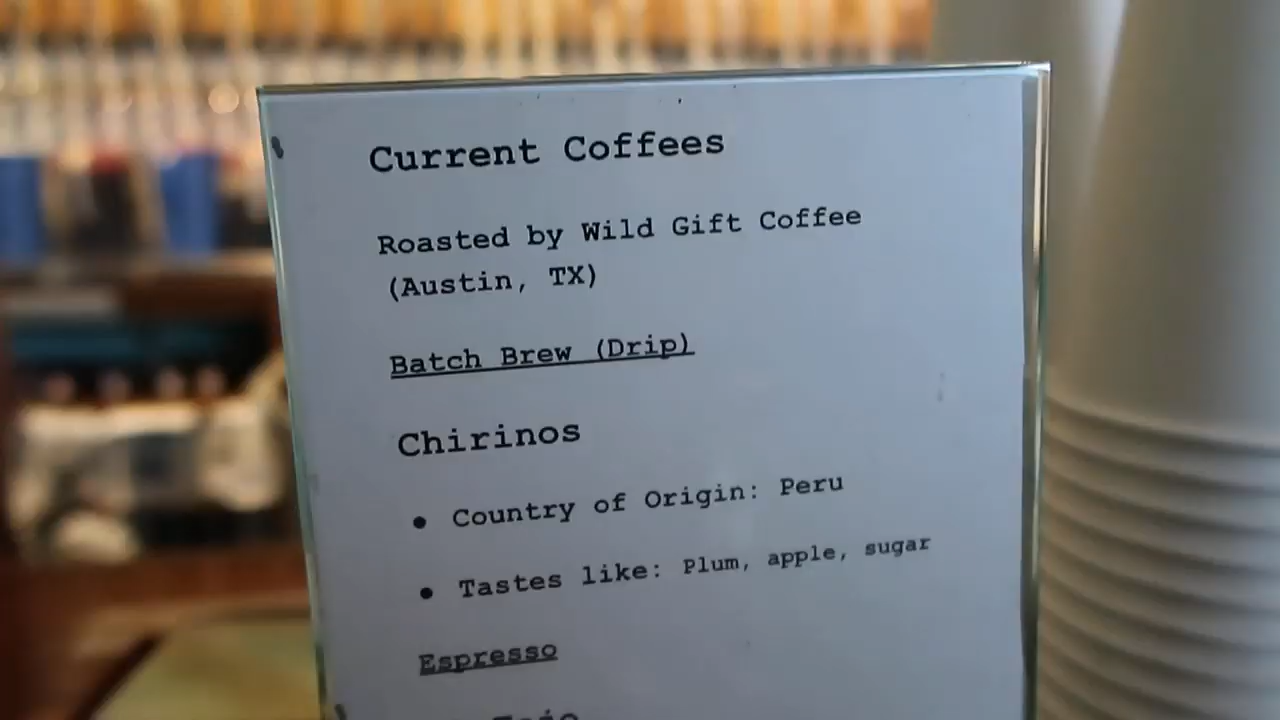 Current Coffees
Roasted by Wild Gift Coffee
(Austin, TX)
Batch Brew (Drip)
Chirinos
• Country of Origin: Peru
• Tastes like: Plum, apple, sugar
Espresso